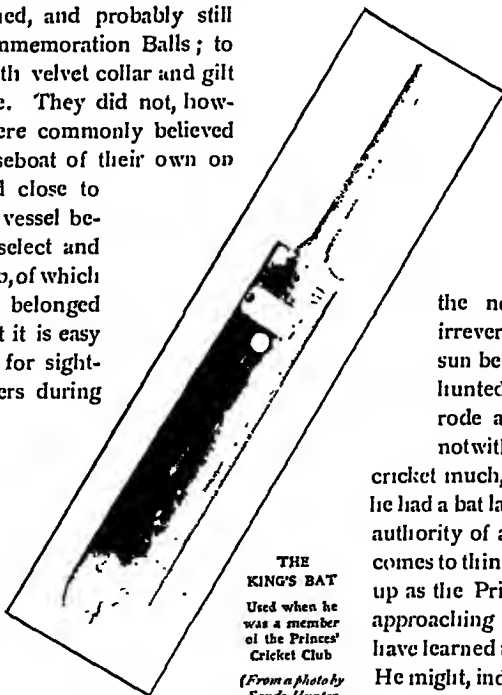 ned, and probably still
mmemoration Balls; to
th velvet collar and gilt
e. They did not, how-
ere commonly believed
seboat of their own on
d close to
vessel be-
select and
, of which
belonged
t it is easy
for sight-
ers during
the
irrever
sun be
hunted
rode a
notwith
cricket much,
he had a bat la
authority of a
comes to thin
up as the Pri
approaching
have learned a
He might, ind
THE
KING'S BAT
Used when he
was a member
of the Princes'
Cricket Club
(From a photo by